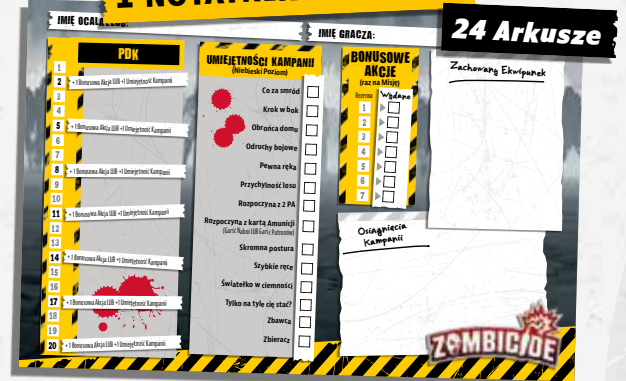 1 NOTATNIK
24 Arkusze
IMIĘ OCALAŁEGO:
IMIĘ GRACZA:
PDK
1
2 +1 Bonusowa Akcja LUB +1 Umiejętność Kampanii
3
4
5 +1 Bonusowa Akcja LUB +1 Umiejętność Kampanii
6
7
8 +1 Bonusowa Akcja LUB +1 Umiejętność Kampanii
9
10
11 +1 Bonusowa Akcja LUB +1 Umiejętność Kampanii
12
13
14 +1 Bonusowa Akcja LUB +1 Umiejętność Kampanii
15
16
17 +1 Bonusowa Akcja LUB +1 Umiejętność Kampanii
18
19
20 +1 Bonusowa Akcja LUB +1 Umiejętność Kampanii
UMIEJĘTNOŚCI KAMPANII
(Niebieski Poziom)
Co za smród
Krok w bok
Obrońca domu
Odruchy bojowe
Pewna ręka
Przychylność losu
Rozpoczyna z 2 PA
Rozpoczyna z kartą Amunicji
(Garść Naboi LUB Garść Patronów)
Skromna postura
Szybkie ręce
Światełko w ciemności
Tylko na tyle cię stać?
Zbawca
Zbieracz
BONUSOWE
AKCJE
(raz na Misję)
Rezerwa Wydane
1
2
3
4
5
6
7
Zachowany Ekwipunek
Osiągnięcia
Kampanii
ZOMBICIDE